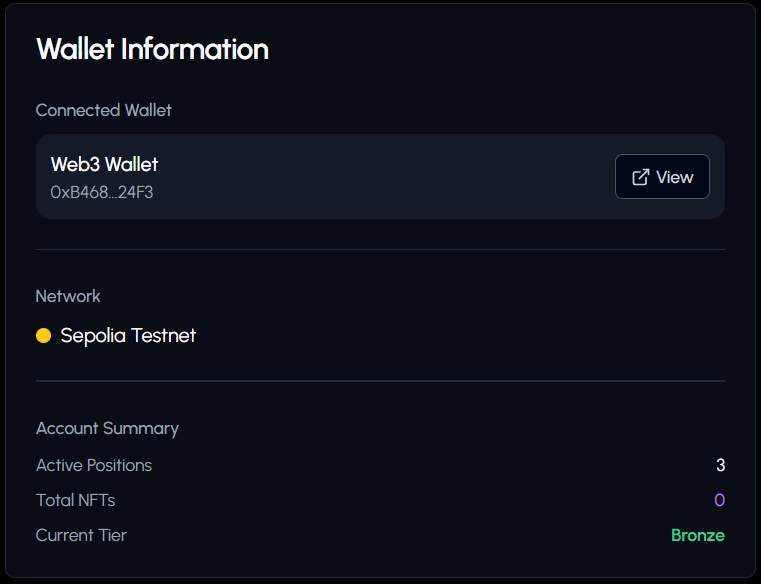 Wallet Information
Connected Wallet
Web3 Wallet
0xB468...24F3
View
Network
Sepolia Testnet
Account Summary
Active Positions 3
Total NFTs 0
Current Tier Bronze